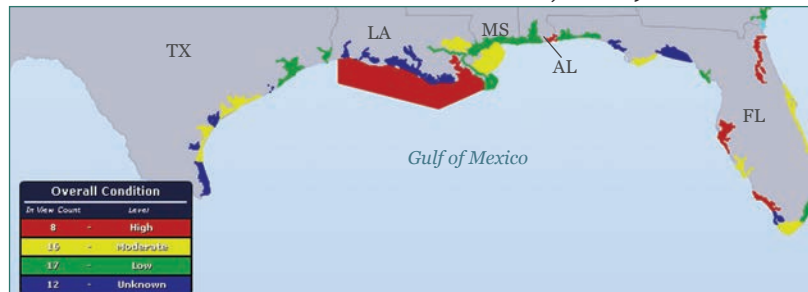 LA
MS
TX
AL
FL
Gulf of Mexico
Overall Condition
In View Count Level
8 - High
16 - Moderate
17 - Low
12 - Unknown